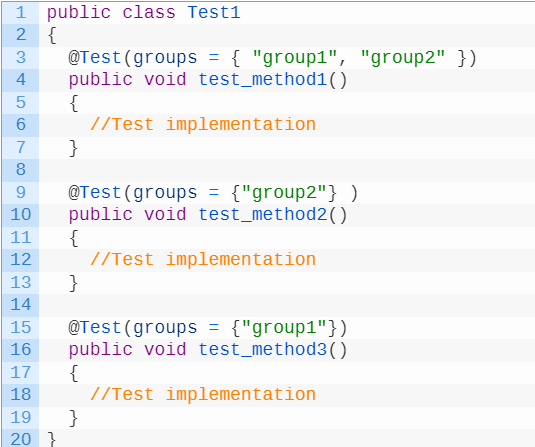 1 public class Test1
2 {
3   @Test(groups = { "group1", "group2" })
4   public void test_method1()
5   {
6     //Test implementation
7   }
8
9   @Test(groups = {"group2"} )
10   public void test_method2()
11   {
12     //Test implementation
13   }
14
15   @Test(groups = {"group1"})
16   public void test_method3()
17   {
18     //Test implementation
19   }
20 }